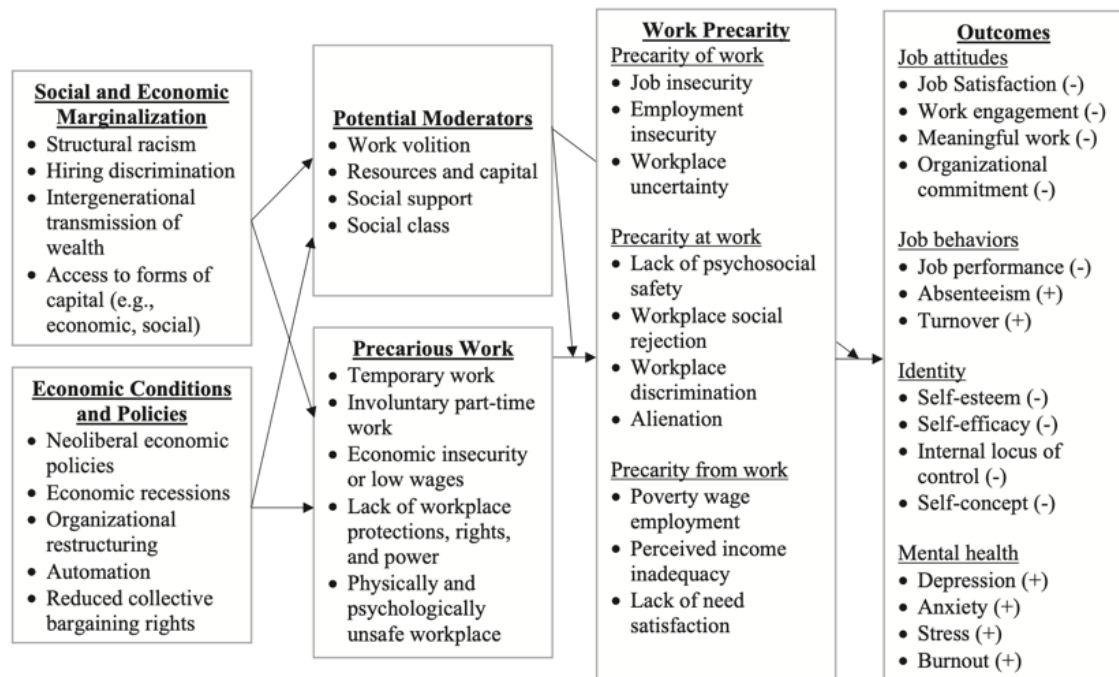 Social and Economic
Marginalization
• Structural racism
• Hiring discrimination
• Intergenerational
transmission of
wealth
• Access to forms of
capital (e.g.,
economic, social)
Economic Conditions
and Policies
• Neoliberal economic
policies
• Economic recessions
• Organizational
restructuring
• Automation
• Reduced collective
bargaining rights
Potential Moderators
• Work volition
• Resources and capital
• Social support
• Social class
Precarious Work
• Temporary work
• Involuntary part-time
work
• Economic insecurity
or low wages
• Lack of workplace
protections, rights,
and power
• Physically and
psychologically
unsafe workplace
Work Precarity
Precarity of work
• Job insecurity
• Employment
insecurity
• Workplace
uncertainty
Precarity at work
• Lack of psychosocial
safety
• Workplace social
rejection
• Workplace
discrimination
• Alienation
Precarity from work
• Poverty wage
employment
• Perceived income
inadequacy
• Lack of need
satisfaction
Outcomes
Job attitudes
• Job Satisfaction (-)
• Work engagement (-)
• Meaningful work (-)
• Organizational
commitment (-)
Job behaviors
• Job performance (-)
• Absenteeism (+)
• Turnover (+)
Identity
• Self-esteem (-)
• Self-efficacy (-)
• Internal locus of
control (-)
• Self-concept (-)
Mental health
• Depression (+)
• Anxiety (+)
• Stress (+)
• Burnout (+)